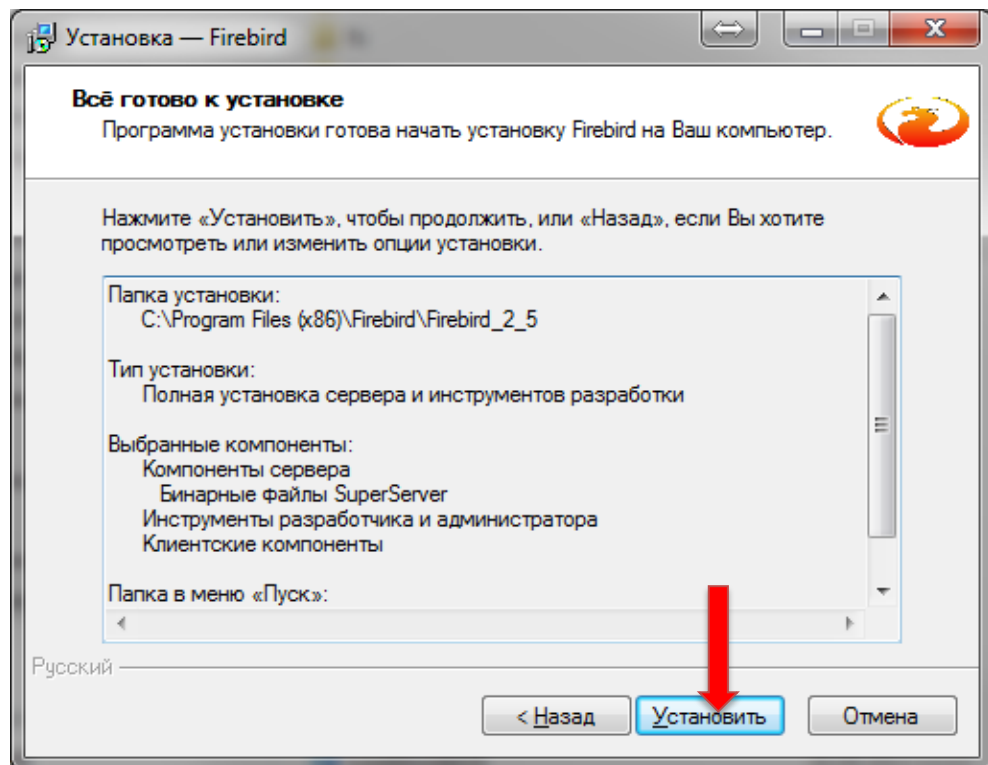 Установка — Firebird
Всё готово к установке
Программа установки готова начать установку Firebird на Ваш компьютер.
Нажмите «Установить», чтобы продолжить, или «Назад», если Вы хотите
просмотреть или изменить опции установки.
Папка установки:
C:\Program Files (x86)\Firebird\Firebird_2_5
Тип установки:
Полная установка сервера и инструментов разработки
Выбранные компоненты:
Компоненты сервера
Бинарные файлы SuperServer
Инструменты разработчика и администратора
Клиентские компоненты
Папка в меню «Пуск»:
Русский
< Назад Установить Отмена